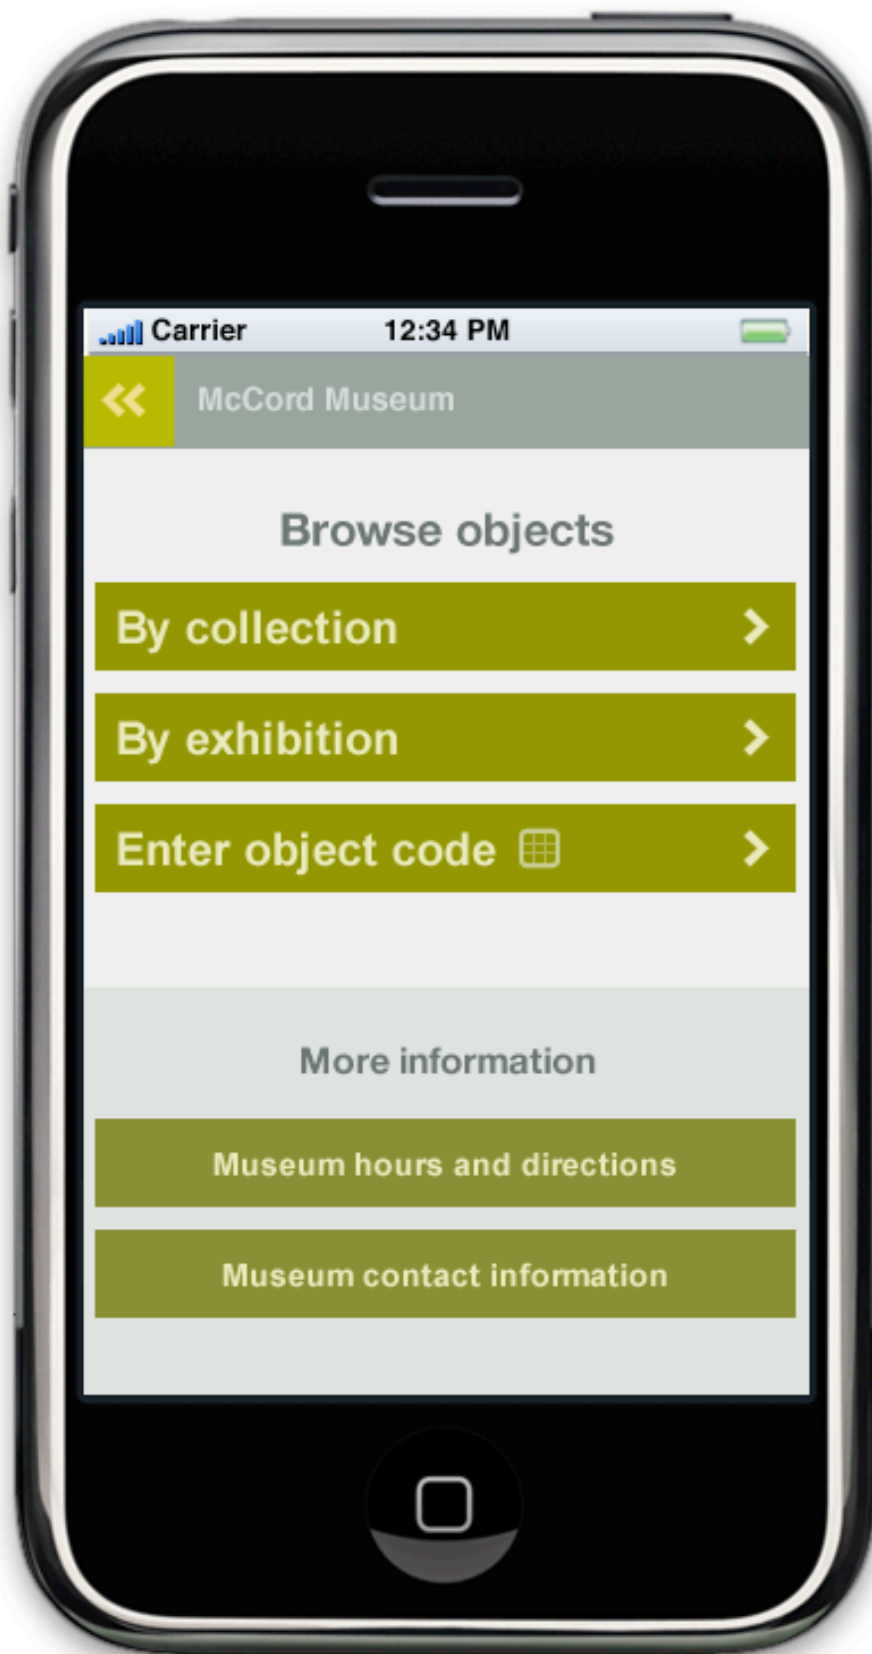 Carrier 12:34 PM
McCord Museum
Browse objects
By collection
By exhibition
Enter object code
More information
Museum hours and directions
Museum contact information